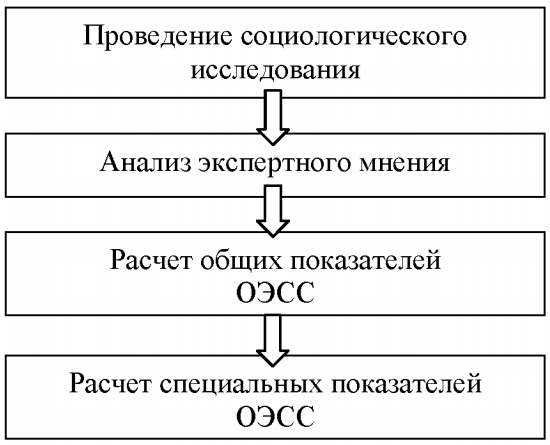 Проведение социологического
исследования
Анализ экспертного мнения
Расчет общих показателей
ОЭСС
Расчет специальных показателей
ОЭСС